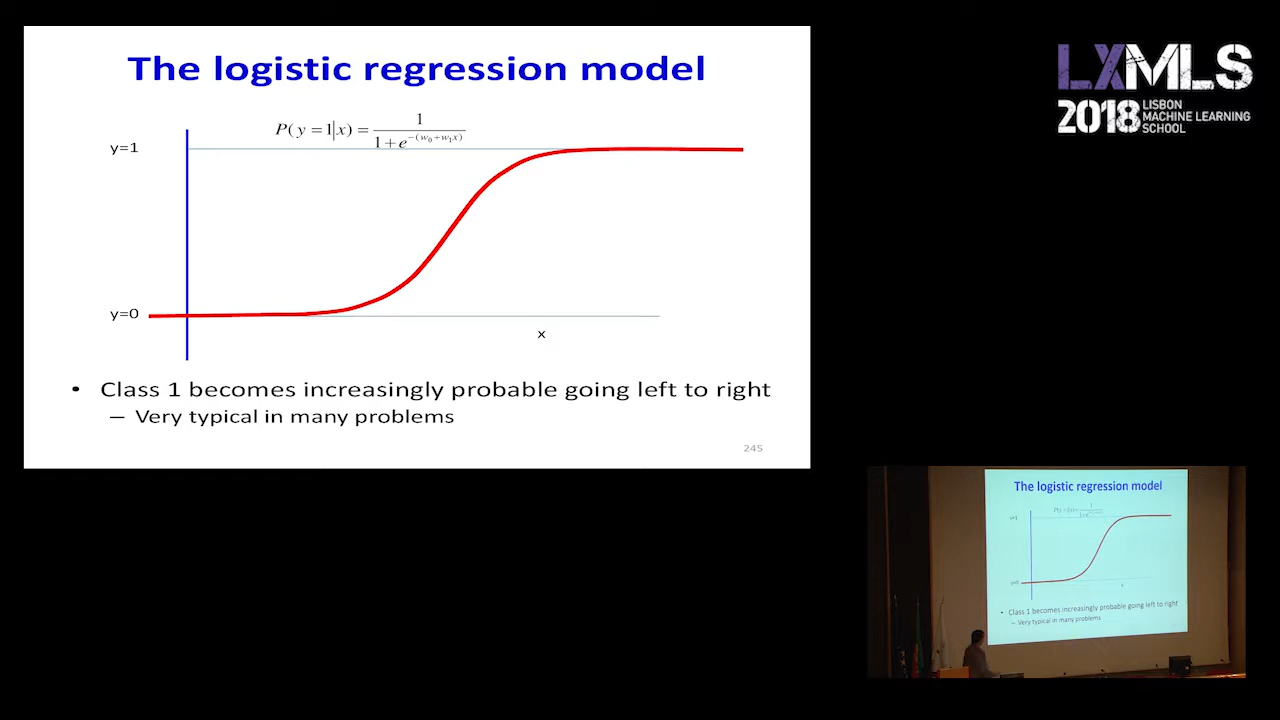 The logistic regression model
P(y=1|x) = 1 / 1+e^−(w₀+w₁x)
y=1
y=0
x
• Class 1 becomes increasingly probable going left to right
– Very typical in many problems
245
LXMLS
2018 LISBON
MACHINE LEARNING
SCHOOL
The logistic regression model
• Class 1 becomes increasingly probable going left to right
– Very typical in many problems